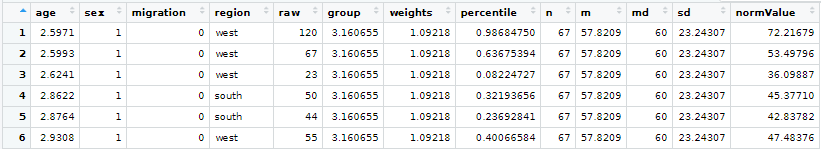 age sex migration region raw group weights percentile n m md sd normValue
1 2.5971 1 0 west 120 3.160655 1.09218 0.98684750 67 57.8209 60 23.24307 72.21679
2 2.5993 1 0 west 67 3.160655 1.09218 0.63675394 67 57.8209 60 23.24307 53.49796
3 2.6241 1 0 west 23 3.160655 1.09218 0.08224727 67 57.8209 60 23.24307 36.09887
4 2.8622 1 0 south 50 3.160655 1.09218 0.32193656 67 57.8209 60 23.24307 45.37710
5 2.8764 1 0 south 44 3.160655 1.09218 0.23692841 67 57.8209 60 23.24307 42.83782
6 2.9308 1 0 west 55 3.160655 1.09218 0.40066584 67 57.8209 60 23.24307 47.48376